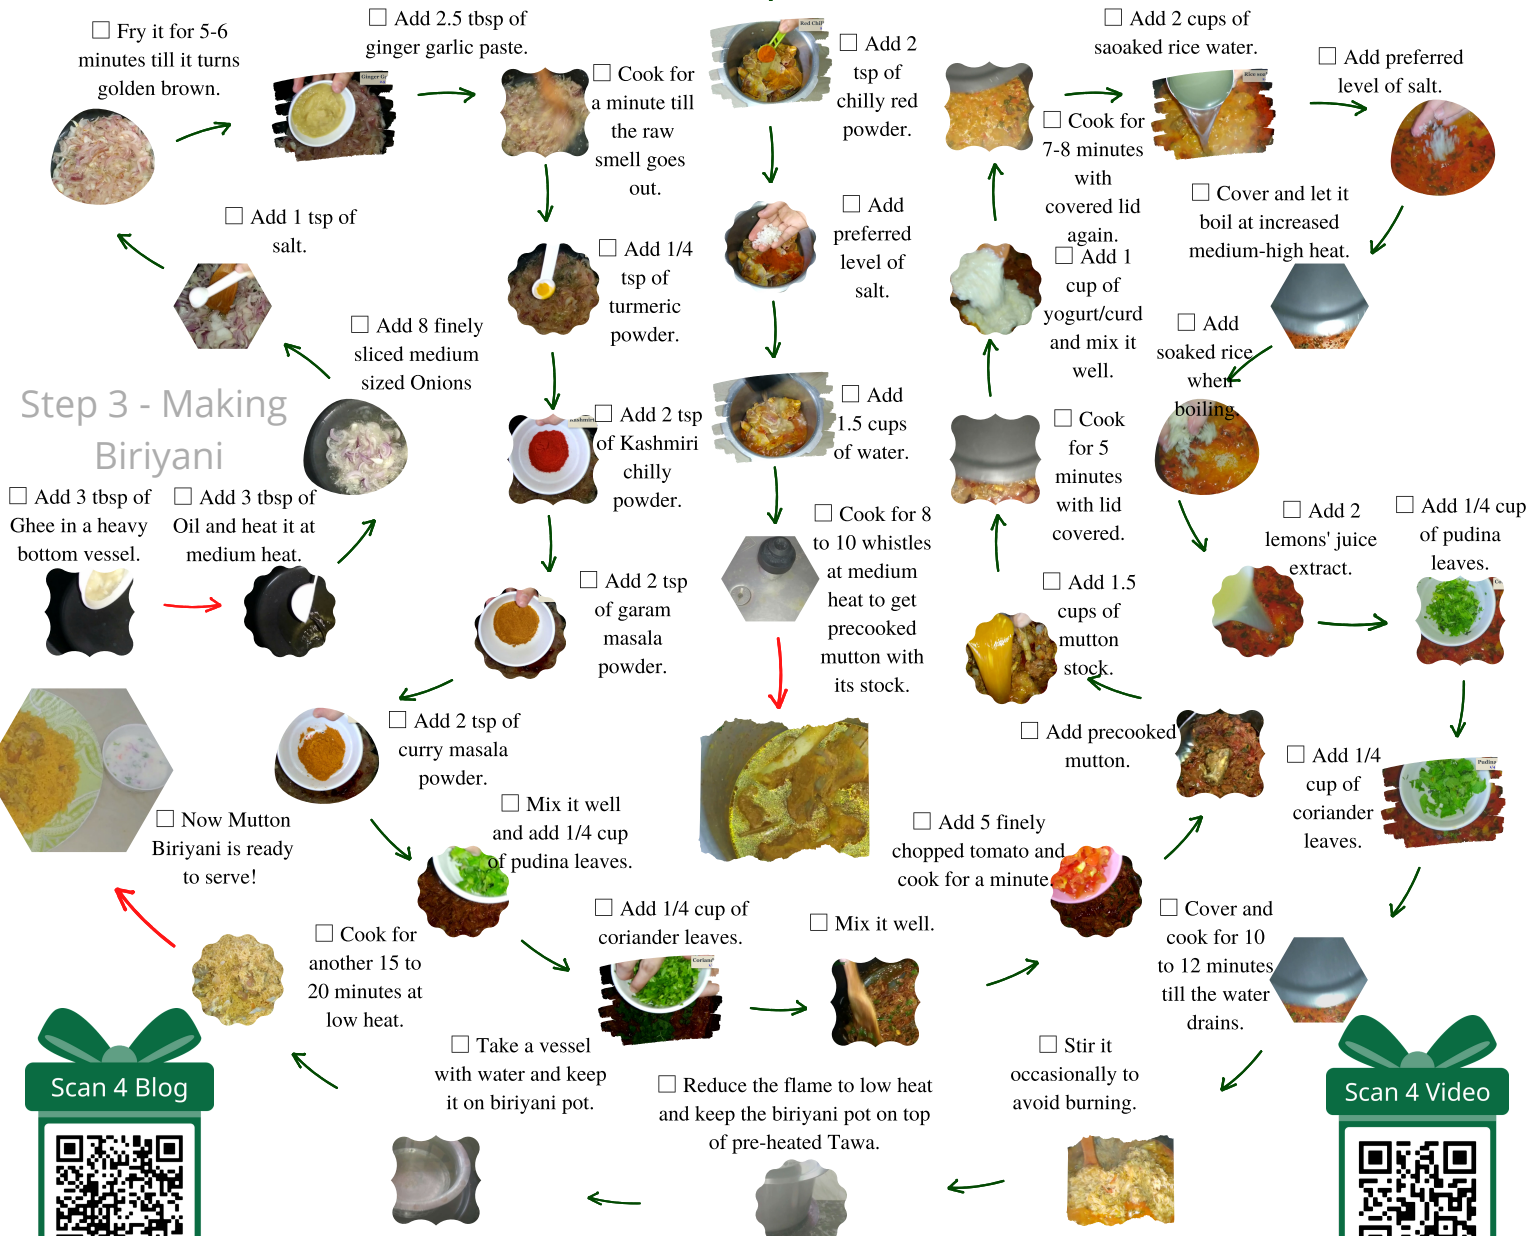 Step 3 - Making
Biriyani
☐ Add 3 tbsp of
Ghee in a heavy
bottom vessel.
☐ Add 3 tbsp of
Oil and heat it at
medium heat.
☐ Add 8 finely
sliced medium
sized Onions
☐ Add 1 tsp of
salt.
☐ Fry it for 5-6
minutes till it turns
golden brown.
☐ Add 2.5 tbsp of
ginger garlic paste.
☐ Cook for
a minute till
the raw
smell goes
out.
☐ Add 1/4
tsp of
turmeric
powder.
☐ Add 2 tsp
of Kashmiri
chilly
powder.
☐ Add 2 tsp
of garam
masala
powder.
☐ Add 2 tsp of
curry masala
powder.
☐ Mix it well
and add 1/4 cup
of pudina leaves.
☐ Add 1/4 cup of
coriander leaves.
☐ Mix it well.
☐ Add 5 finely
chopped tomato and
cook for a minute.
☐ Add precooked
mutton.
☐ Add 1.5
cups of
mutton
stock.
☐ Cook
for 5
minutes
with lid
covered.
☐ Add 1
cup of
yogurt/curd
and mix it
well.
☐ Cook for
7-8 minutes
with
covered lid
again.
☐ Add 2 cups of
saoaked rice water.
☐ Add preferred
level of salt.
☐ Cover and let it
boil at increased
medium-high heat.
☐ Add
soaked rice
when
boiling.
☐ Add 2
lemons' juice
extract.
☐ Add 1/4 cup
of pudina
leaves.
☐ Add 1/4
cup of
coriander
leaves.
☐ Cover and
cook for 10
to 12 minutes
till the water
drains.
☐ Stir it
occasionally to
avoid burning.
☐ Reduce the flame to low heat
and keep the biriyani pot on top
of pre-heated Tawa.
☐ Take a vessel
with water and keep
it on biriyani pot.
☐ Cook for
another 15 to
20 minutes at
low heat.
☐ Now Mutton
Biriyani is ready
to serve!
☐ Add 2
tsp of
chilly red
powder.
☐ Add
preferred
level of
salt.
☐ Add
1.5 cups
of water.
☐ Cook for 8
to 10 whistles
at medium
heat to get
precooked
mutton with
its stock.
Scan 4 Blog
Scan 4 Video